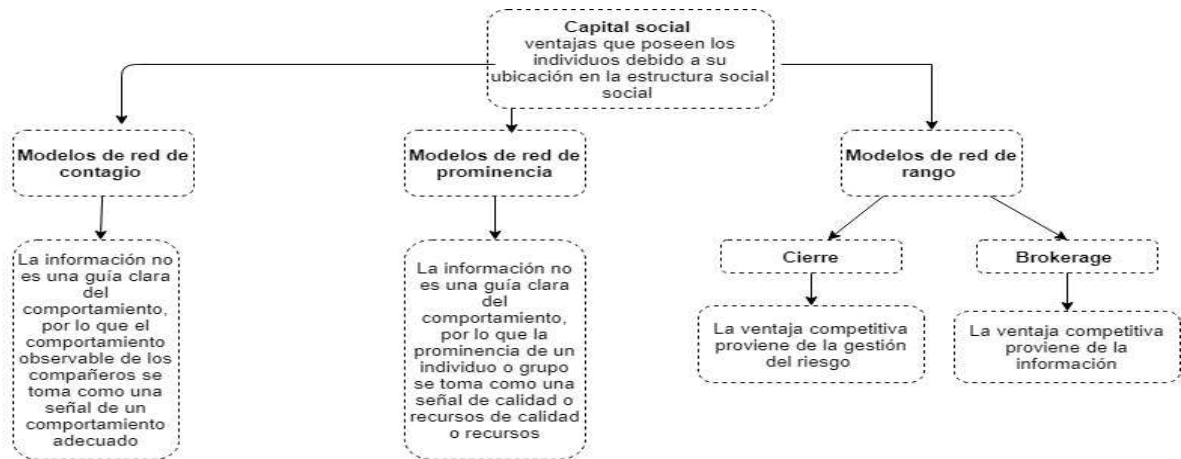 Capital social
ventajas que poseen los
individuos debido a su
ubicación en la estructura social
social
Modelos de red de
contagio
Modelos de red de
prominencia
Modelos de red de
rango
La información no
es una guía clara
del
comportamiento,
por lo que el
comportamiento
observable de los
compañeros se
toma como una
señal de un
comportamiento
adecuado
La información no
es una guía clara
del
comportamiento,
por lo que la
prominencia de un
individuo o grupo
se toma como una
señal de calidad o
recursos de calidad
o recursos
Cierre
Brokerage
La ventaja competitiva
proviene de la gestión
del riesgo
La ventaja competitiva
proviene de la
información